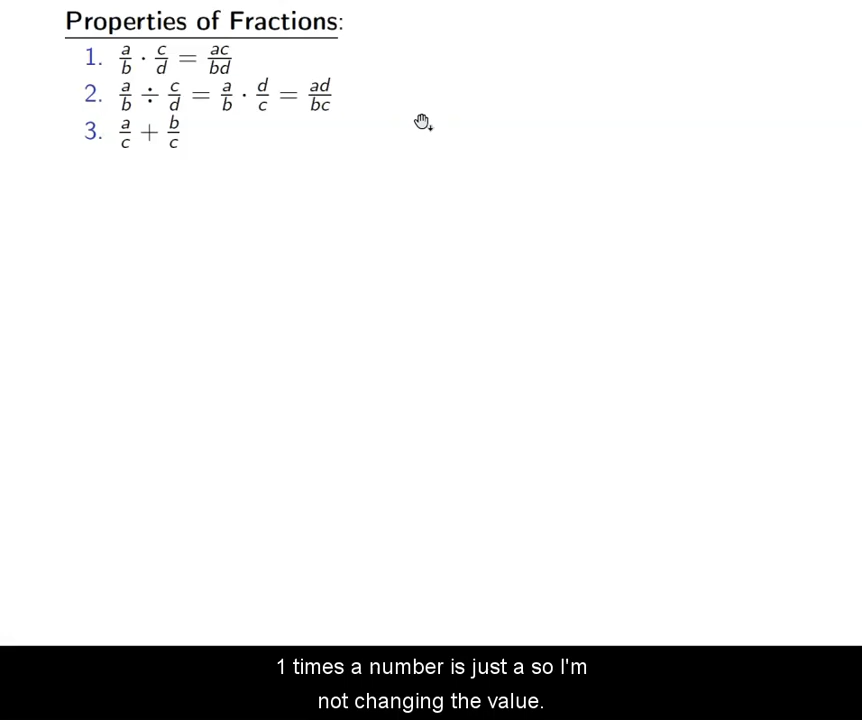 Properties of Fractions:
1. a/b · c/d = ac/bd
2. a/b ÷ c/d = a/b · d/c = ad/bc
3. a/c + b/c
1 times a number is just a so I'm
not changing the value.